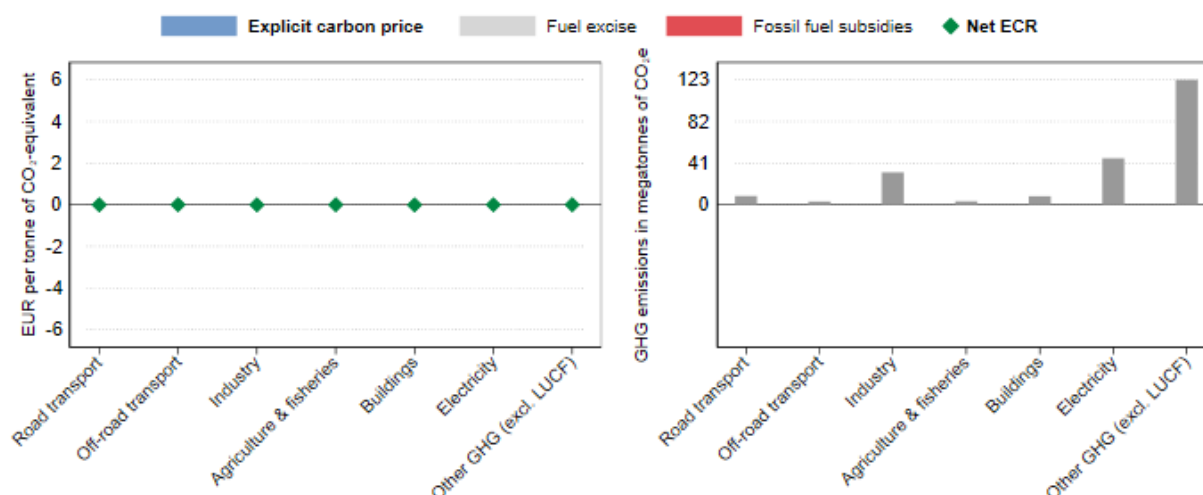 Explicit carbon price
Fuel excise
Fossil fuel subsidies
Net ECR
EUR per tonne of CO₂-equivalent
6
4
2
0
-2
-4
-6
Road transport
Off-road transport
Industry
Agriculture & fisheries
Buildings
Electricity
Other GHG (excl. LUCF)
GHG emissions in megatonnes of CO₂e
123
82
41
0
Road transport
Off-road transport
Industry
Agriculture & fisheries
Buildings
Electricity
Other GHG (excl. LUCF)